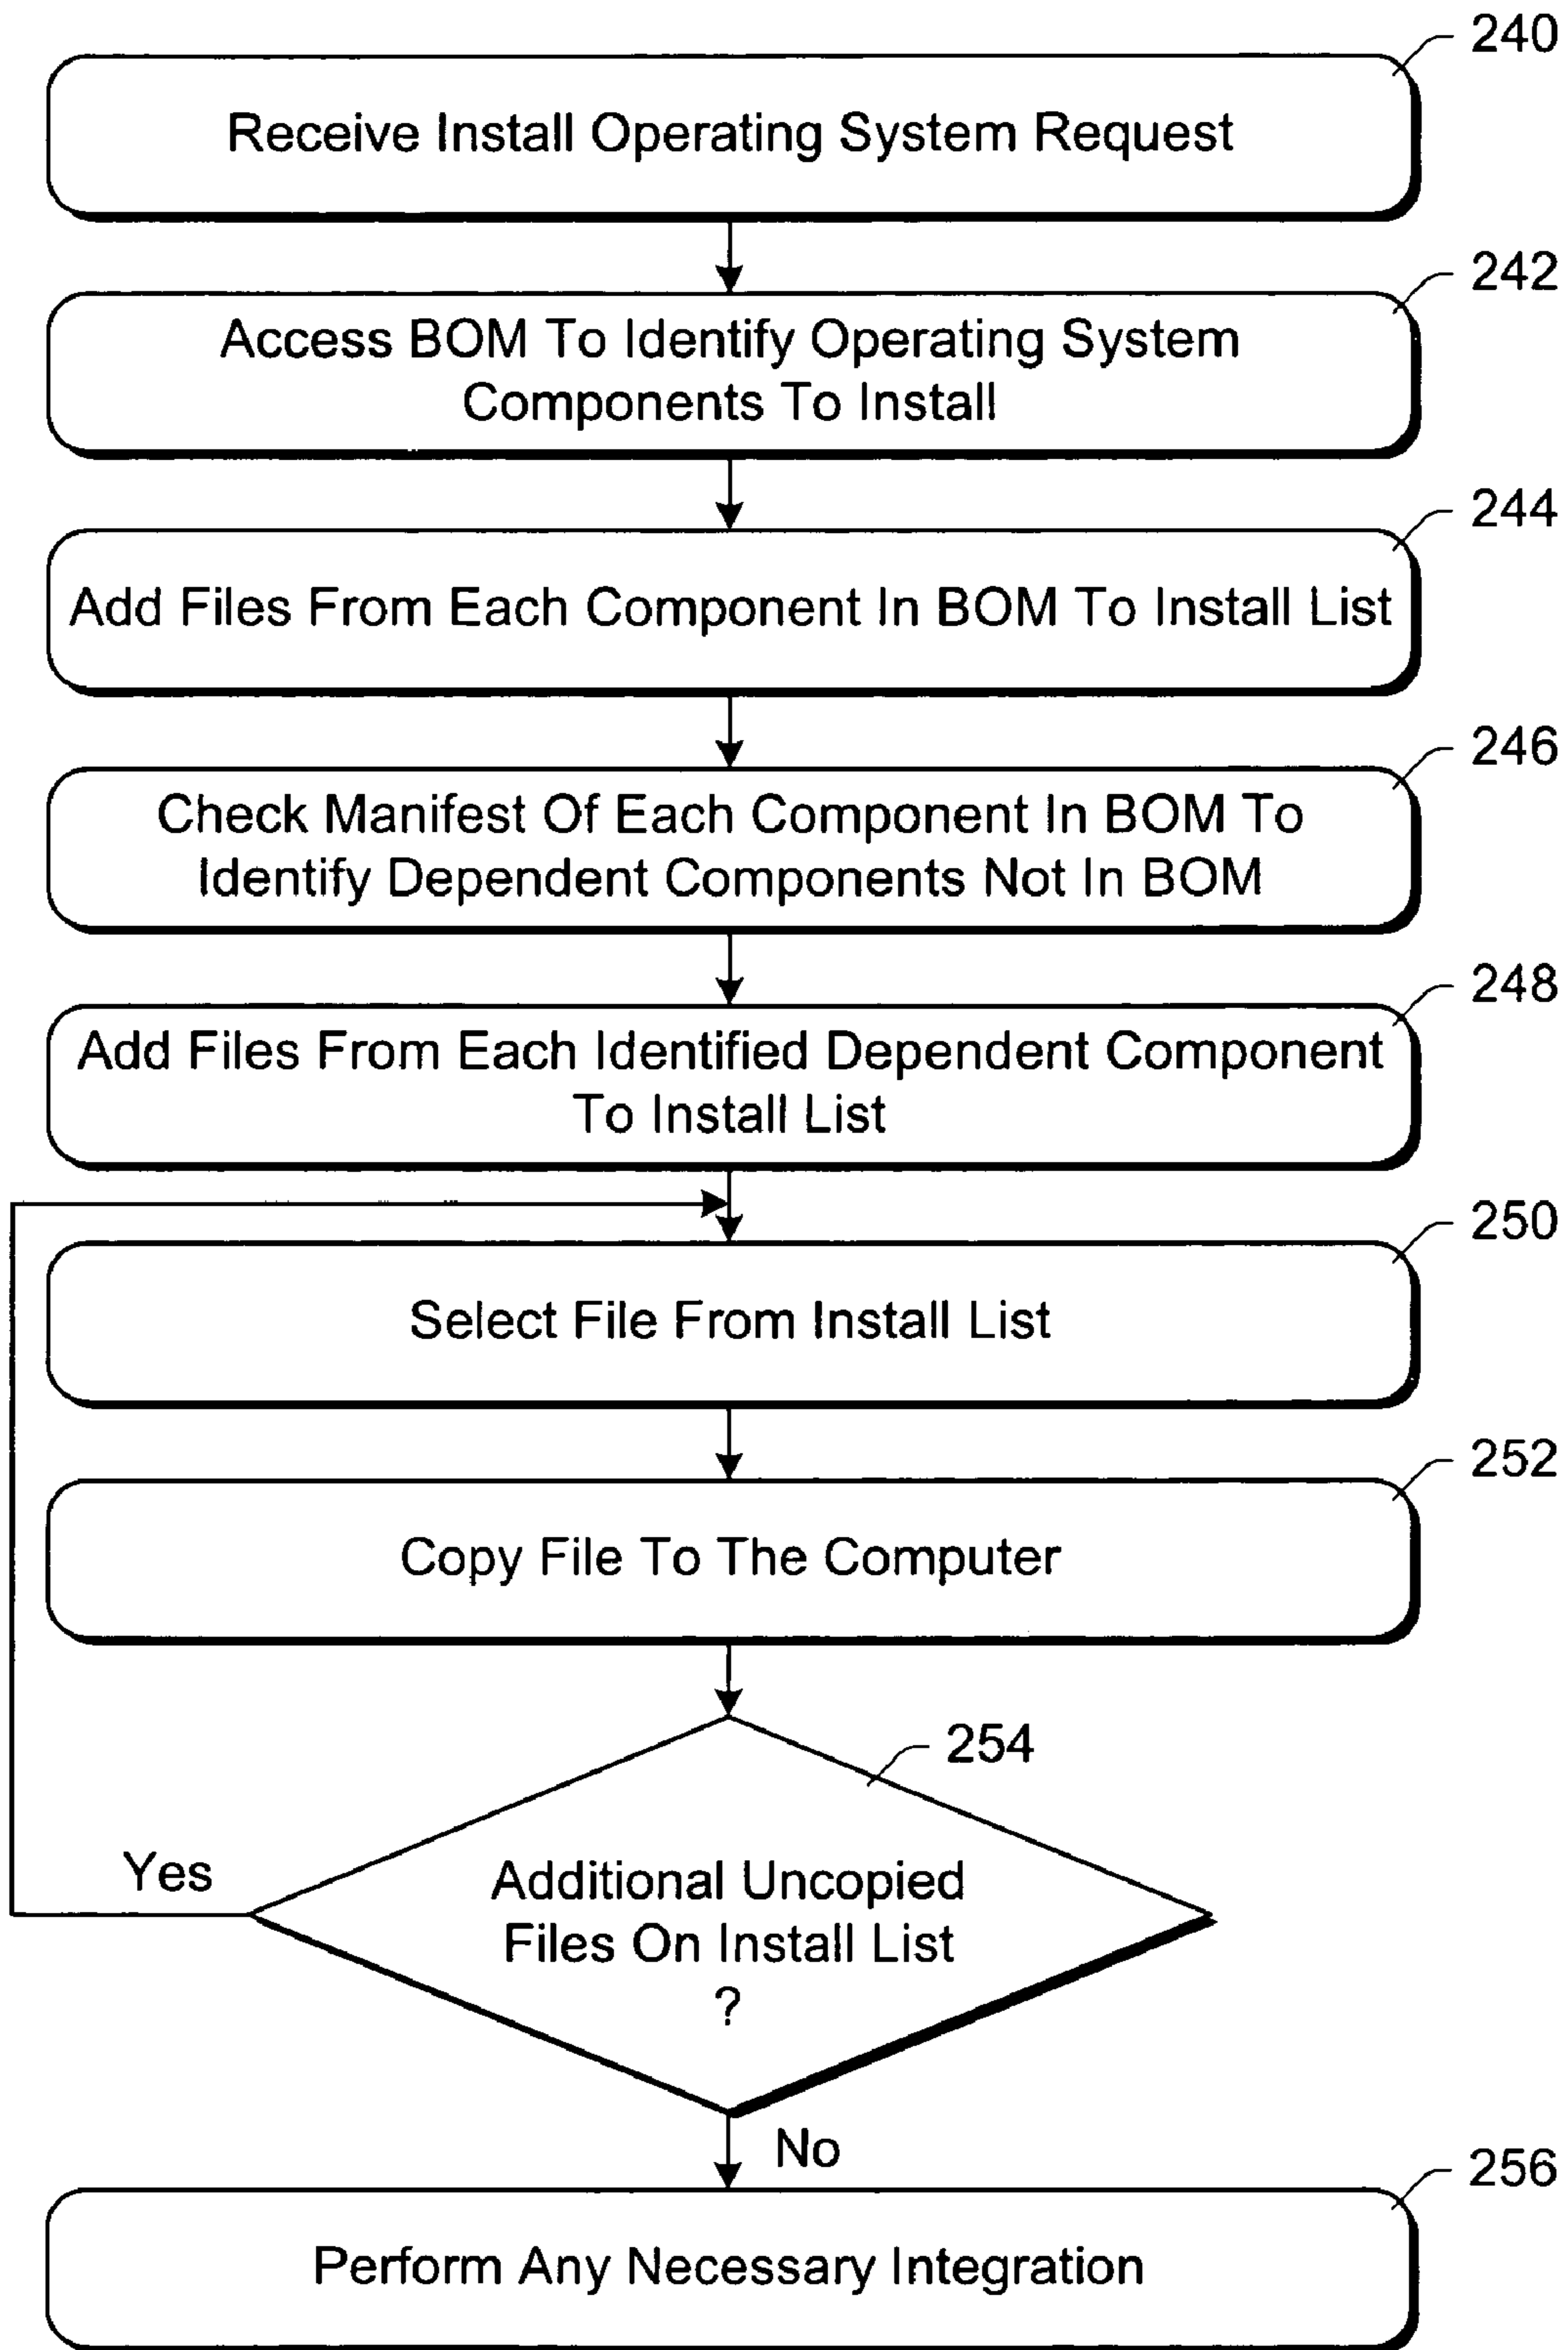 240
Receive Install Operating System Request
242
Access BOM To Identify Operating System
Components To Install
244
Add Files From Each Component In BOM To Install List
246
Check Manifest Of Each Component In BOM To
Identify Dependent Components Not In BOM
248
Add Files From Each Identified Dependent Component
To Install List
250
Select File From Install List
252
Copy File To The Computer
254
Yes
Additional Uncopied
Files On Install List
?
No
256
Perform Any Necessary Integration